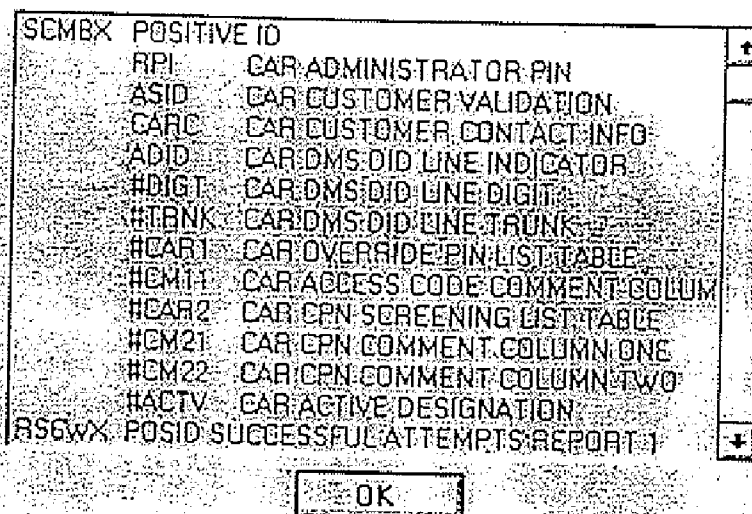 SCMBX POSITIVE ID
RPI CAR ADMINISTRATOR PIN
ASID CAR CUSTOMER VALIDATION
CARC CAR CUSTOMER CONTACT INFO
ADID CAR DMS DID LINE INDICATOR
#DIGT CAR DMS DID LINE DIGIT
#TRNK CAR DMS DID LINE TRUNK
#CAR1 CAR OVERRIDE PIN LIST TABLE
#CM11 CAR ACCESS CODE COMMENT COLUM
#CAR2 CAR CPN SCREENING LIST TABLE
#CM21 CAR CPN COMMENT COLUMN ONE
#CM22 CAR CPN COMMENT COLUMN TWO
#ACTV CAR ACTIVE DESIGNATION
RSGWX POSID SUCCESSFUL ATTEMPTS REPORT 1
OK